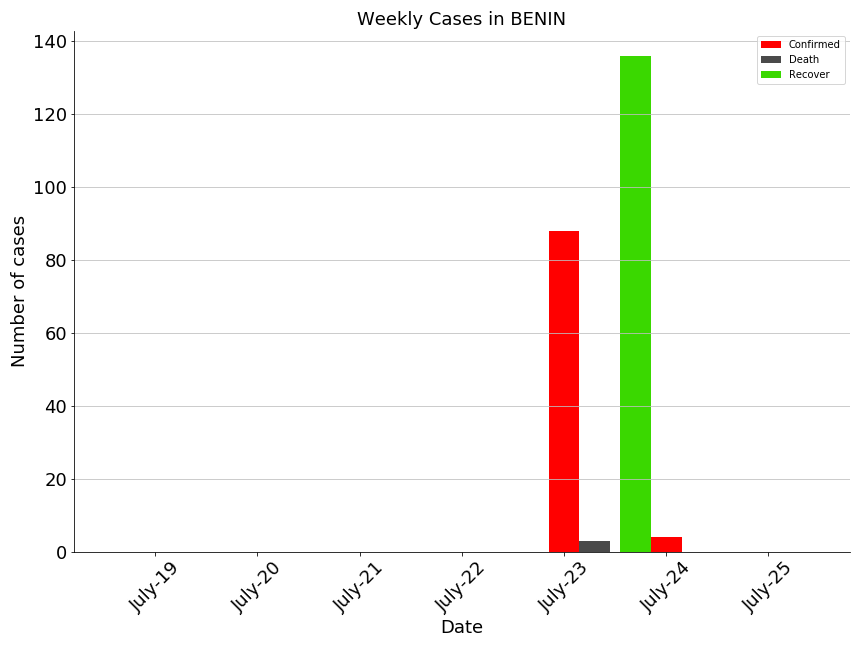 Weekly Cases in BENIN
Confirmed
Death
Recover
Number of cases
140
120
100
80
60
40
20
0
July-19
July-20
July-21
July-22
July-23
July-24
July-25
Date